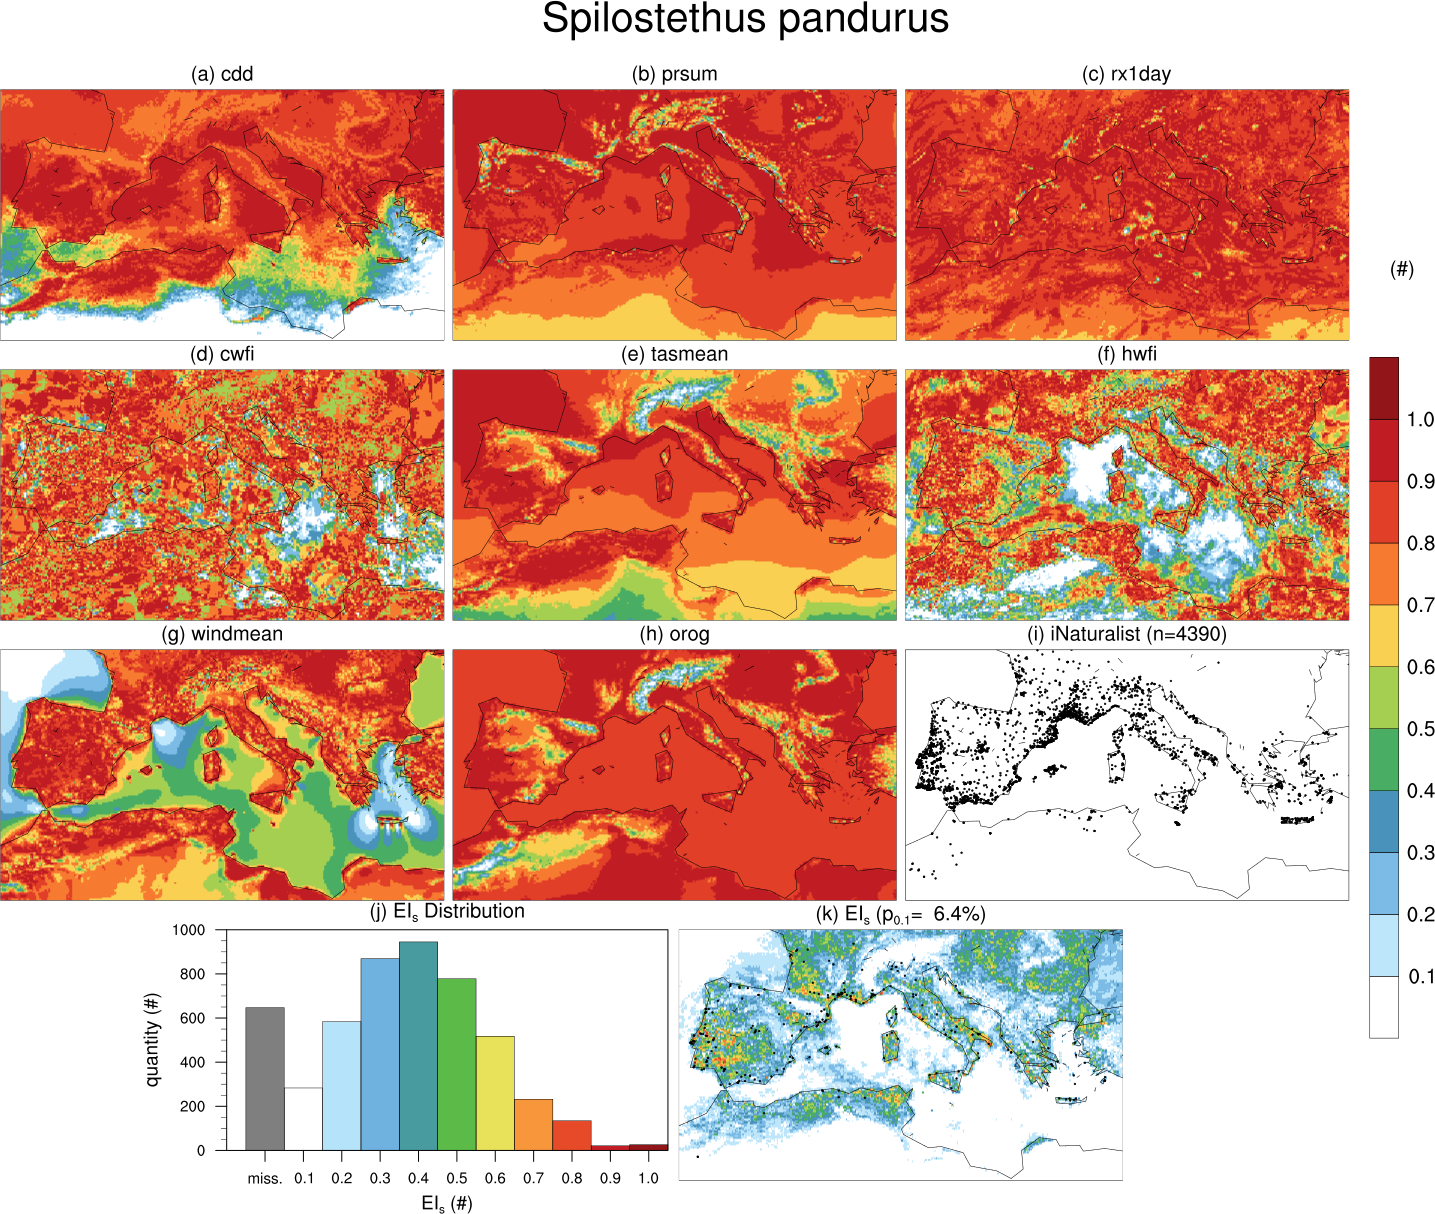 Spilostethus pandurus
(a) cdd
(b) prsum
(c) rx1day
(#)
(d) cwfi
(e) tasmean
(f) hwfi
1.0
0.9
0.8
0.7
0.6
0.5
0.4
0.3
0.2
0.1
(g) windmean
(h) orog
(i) iNaturalist (n=4390)
(j) EIs Distribution
(k) EIs (p0.1= 6.4%)
1000
800
600
400
200
0
quantity (#)
miss. 0.1 0.2 0.3 0.4 0.5 0.6 0.7 0.8 0.9 1.0
EIs (#)